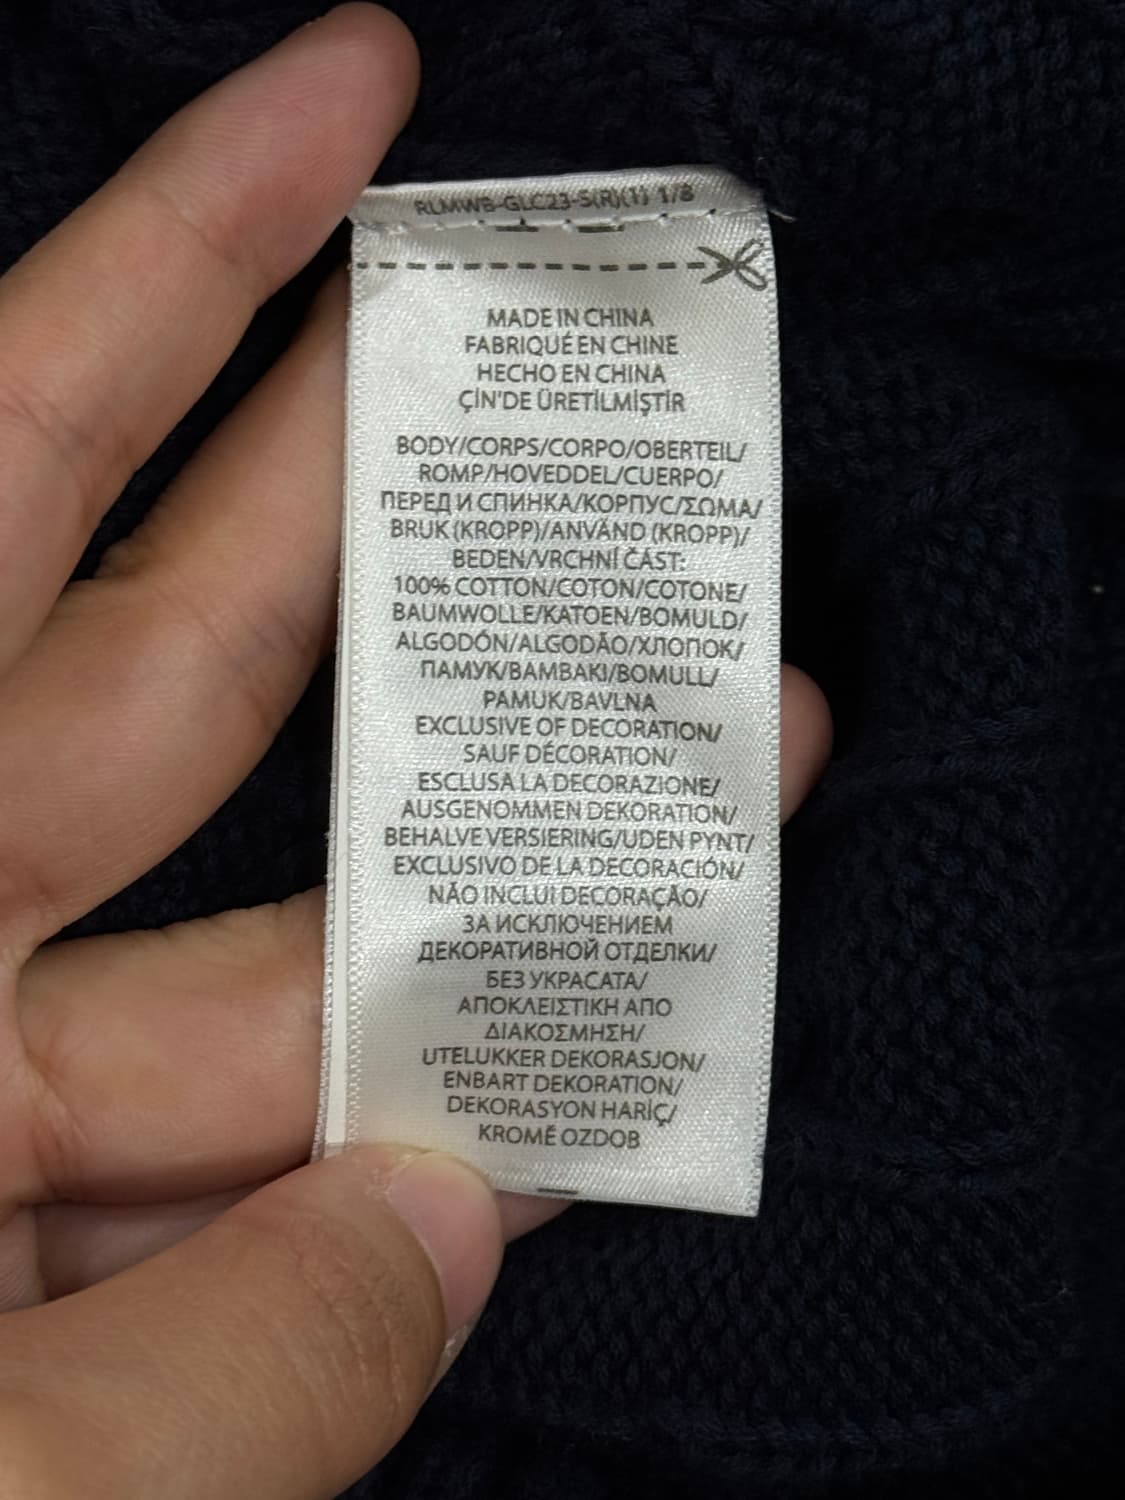 RLMWB-GLC23-S(R)(1) 1/8
MADE IN CHINA
FABRIQUÉ EN CHINE
HECHO EN CHINA
ÇİN'DE ÜRETİLMİŞTİR
BODY/CORPS/CORPO/OBERTEIL/
ROMP/HOVEDDEL/CUERPO/
ПЕРЕД И СПИНКА/КОРПУС/ΣΩΜΑ/
BRUK (KROPP)/ANVÄND (KROPP)/
BEDEN/VRCHNÍ ČÁST:
100% COTTON/COTON/COTONE/
BAUMWOLLE/KATOEN/BOMULD/
ALGODÓN/ALGODÃO/ХЛОПОК/
ПАМУК/ΒΑΜΒΑΚΙ/BOMULL/
PAMUK/BAVLNA
EXCLUSIVE OF DECORATION/
SAUF DÉCORATION/
ESCLUSA LA DECORAZIONE/
AUSGENOMMEN DEKORATION/
BEHALVE VERSIERING/UDEN PYNT/
EXCLUSIVO DE LA DECORACIÓN/
NÃO INCLUI DECORAÇÃO/
ЗА ИСКЛЮЧЕНИЕМ
ДЕКОРАТИВНОЙ ОТДЕЛКИ/
БЕЗ УКРАСАТА/
ΑΠΟΚΛΕΙΣΤΙΚΗ ΑΠΟ
ΔΙΑΚΟΣΜΗΣΗ/
UTELUKKER DEKORASJON/
ENBART DEKORATION/
DEKORASYON HARİÇ/
KROMĚ OZDOB